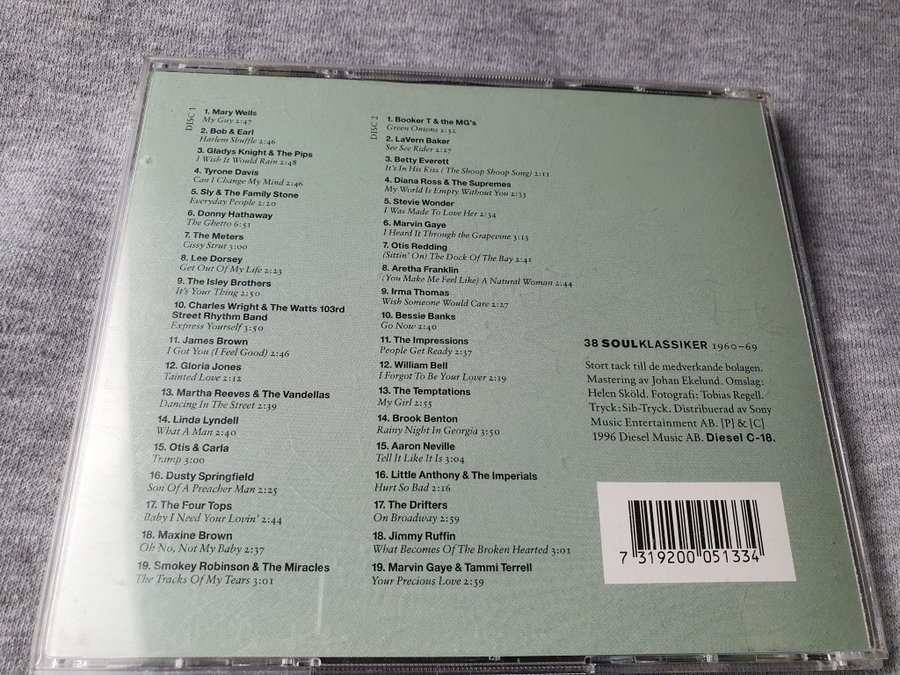 DISC 1
1. Mary Wells
My Guy 2:47
2. Bob & Earl
Harlem Shuffle 2:46
3. Gladys Knight & The Pips
I Wish It Would Rain 2:48
4. Tyrone Davis
Can I Change My Mind 2:46
5. Sly & The Family Stone
Everyday People 2:20
6. Donny Hathaway
The Ghetto 6:51
7. The Meters
Cissy Strut 3:00
8. Lee Dorsey
Get Out Of My Life 2:23
9. The Isley Brothers
It's Your Thing 2:50
10. Charles Wright & The Watts 103rd
Street Rhythm Band
Express Yourself 3:50
11. James Brown
I Got You (I Feel Good) 2:46
12. Gloria Jones
Tainted Love 2:12
13. Martha Reeves & The Vandellas
Dancing In The Street 2:39
14. Linda Lyndell
What A Man 2:40
15. Otis & Carla
Tramp 3:00
16. Dusty Springfield
Son Of A Preacher Man 2:25
17. The Four Tops
Baby I Need Your Lovin' 2:44
18. Maxine Brown
Oh No, Not My Baby 2:37
19. Smokey Robinson & The Miracles
The Tracks Of My Tears 3:01
DISC 2
1. Booker T & the MG's
Green Onions 2:52
2. LaVern Baker
See See Rider 2:27
3. Betty Everett
It's In His Kiss (The Shoop Shoop Song) 2:11
4. Diana Ross & The Supremes
My World Is Empty Without You 2:33
5. Stevie Wonder
I Was Made To Love Her 2:34
6. Marvin Gaye
I Heard It Through the Grapevine 3:13
7. Otis Redding
(Sittin' On) The Dock Of The Bay 2:41
8. Aretha Franklin
(You Make Me Feel Like) A Natural Woman 2:44
9. Irma Thomas
Wish Someone Would Care 2:27
10. Bessie Banks
Go Now 2:40
11. The Impressions
People Get Ready 2:37
12. William Bell
I Forgot To Be Your Lover 2:19
13. The Temptations
My Girl 2:55
14. Brook Benton
Rainy Night In Georgia 3:50
15. Aaron Neville
Tell It Like It Is 3:04
16. Little Anthony & The Imperials
Hurt So Bad 2:16
17. The Drifters
On Broadway 2:59
18. Jimmy Ruffin
What Becomes Of The Broken Hearted 3:01
19. Marvin Gaye & Tammi Terrell
Your Precious Love 2:59
38 SOULKLASSIKER 1960–69
Stort tack till de medverkande bolagen.
Mastering av Johan Ekelund. Omslag:
Helen Sköld. Fotografi: Tobias Regell.
Tryck: Sib-Tryck. Distribuerad av Sony
Music Entertainment AB. [P] & [C]
1996 Diesel Music AB. Diesel C-18.
7 319200 051334